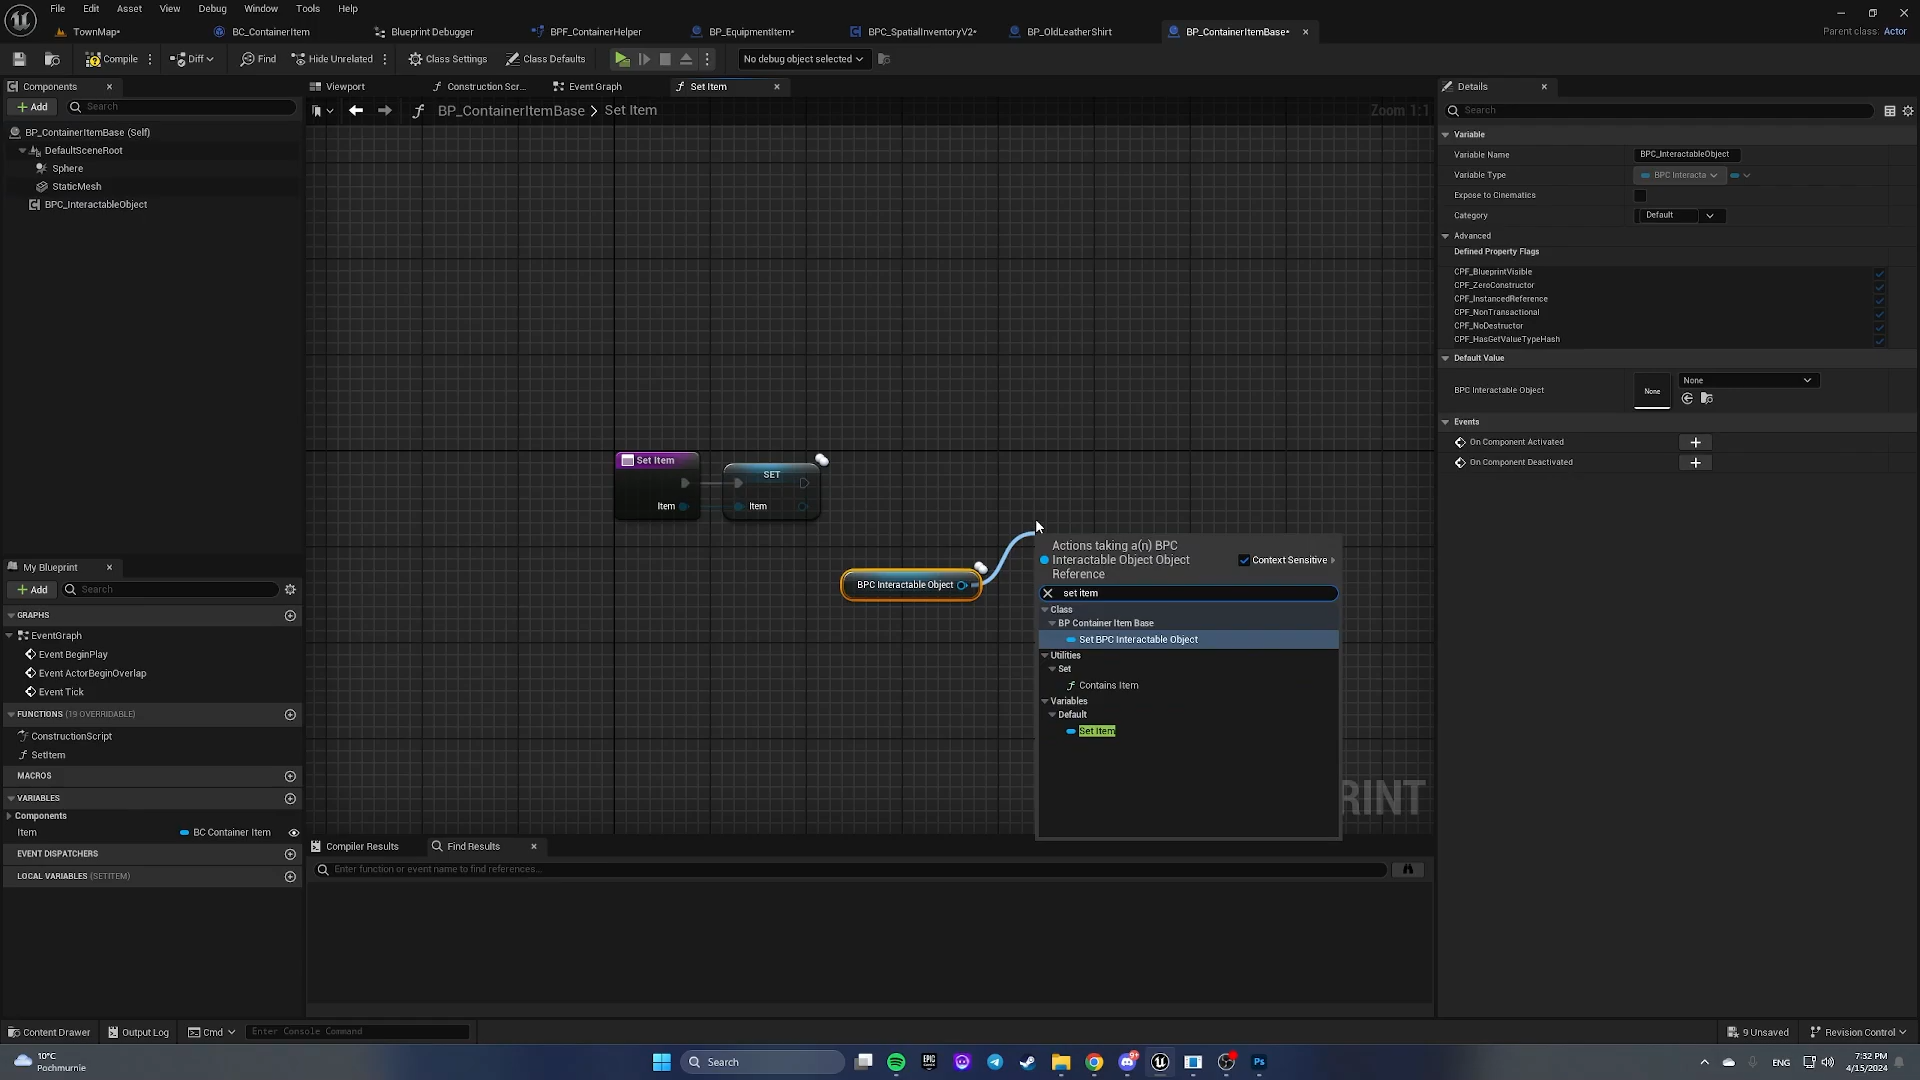 File Edit Asset View Debug Window Tools Help
TownMap• BC_ContainerItem Blueprint Debugger BPF_ContainerHelper BP_EquipmentItem• BPC_SpatialInventoryV2• BP_OldLeatherShirt BP_ContainerItemBase•
Parent class: Actor
Compile Diff Find Hide Unrelated Class Settings Class Defaults No debug object selected
Components
Add Search
BP_ContainerItemBase (Self)
DefaultSceneRoot
Sphere
StaticMesh
BPC_InteractableObject
My Blueprint
Add Search
GRAPHS
EventGraph
Event BeginPlay
Event ActorBeginOverlap
Event Tick
FUNCTIONS (19 OVERRIDABLE)
ConstructionScript
SetItem
MACROS
VARIABLES
Components
Item BC Container Item
EVENT DISPATCHERS
LOCAL VARIABLES (SETITEM)
Viewport Construction Scr... Event Graph Set Item
BP_ContainerItemBase > Set Item Zoom 1:1
Set Item
Item
SET
Item
BPC Interactable Object
Actions taking a(n) BPC
Interactable Object Object
Reference
Context Sensitive
set item
Class
BP Container Item Base
Set BPC Interactable Object
Utilities
Set
Contains Item
Variables
Default
Set Item
RINT
Compiler Results Find Results
Enter function or event name to find references...
Details
Search
Variable
Variable Name BPC_InteractableObject
Variable Type BPC Interacta
Expose to Cinematics
Category Default
Advanced
Defined Property Flags
CPF_BlueprintVisible
CPF_ZeroConstructor
CPF_InstancedReference
CPF_NonTransactional
CPF_NoDestructor
CPF_HasGetValueTypeHash
Default Value
BPC Interactable Object None None
Events
On Component Activated
On Component Deactivated
Content Drawer Output Log Cmd Enter Console Command 9 Unsaved Revision Control
10°C
Pochmurnie
Search
ENG
7:32 PM
4/15/2024